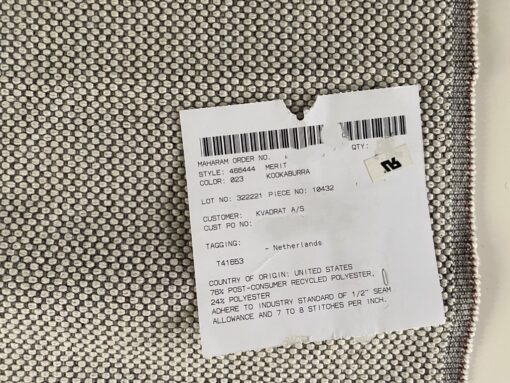 MAHARAM ORDER NO. QTY:
STYLE: 466444 MERIT
COLOR: 023 KOOKABURRA
LOT NO: 322221 PIECE NO: 10432
CUSTOMER: KVADRAT A/S
CUST PO NO:
TAGGING: - Netherlands
T41653
COUNTRY OF ORIGIN: UNITED STATES
76% POST-CONSUMER RECYCLED POLYESTER,
24% POLYESTER
ADHERE TO INDUSTRY STANDARD OF 1/2" SEAM
ALLOWANCE AND 7 TO 8 STITCHES PER INCH.